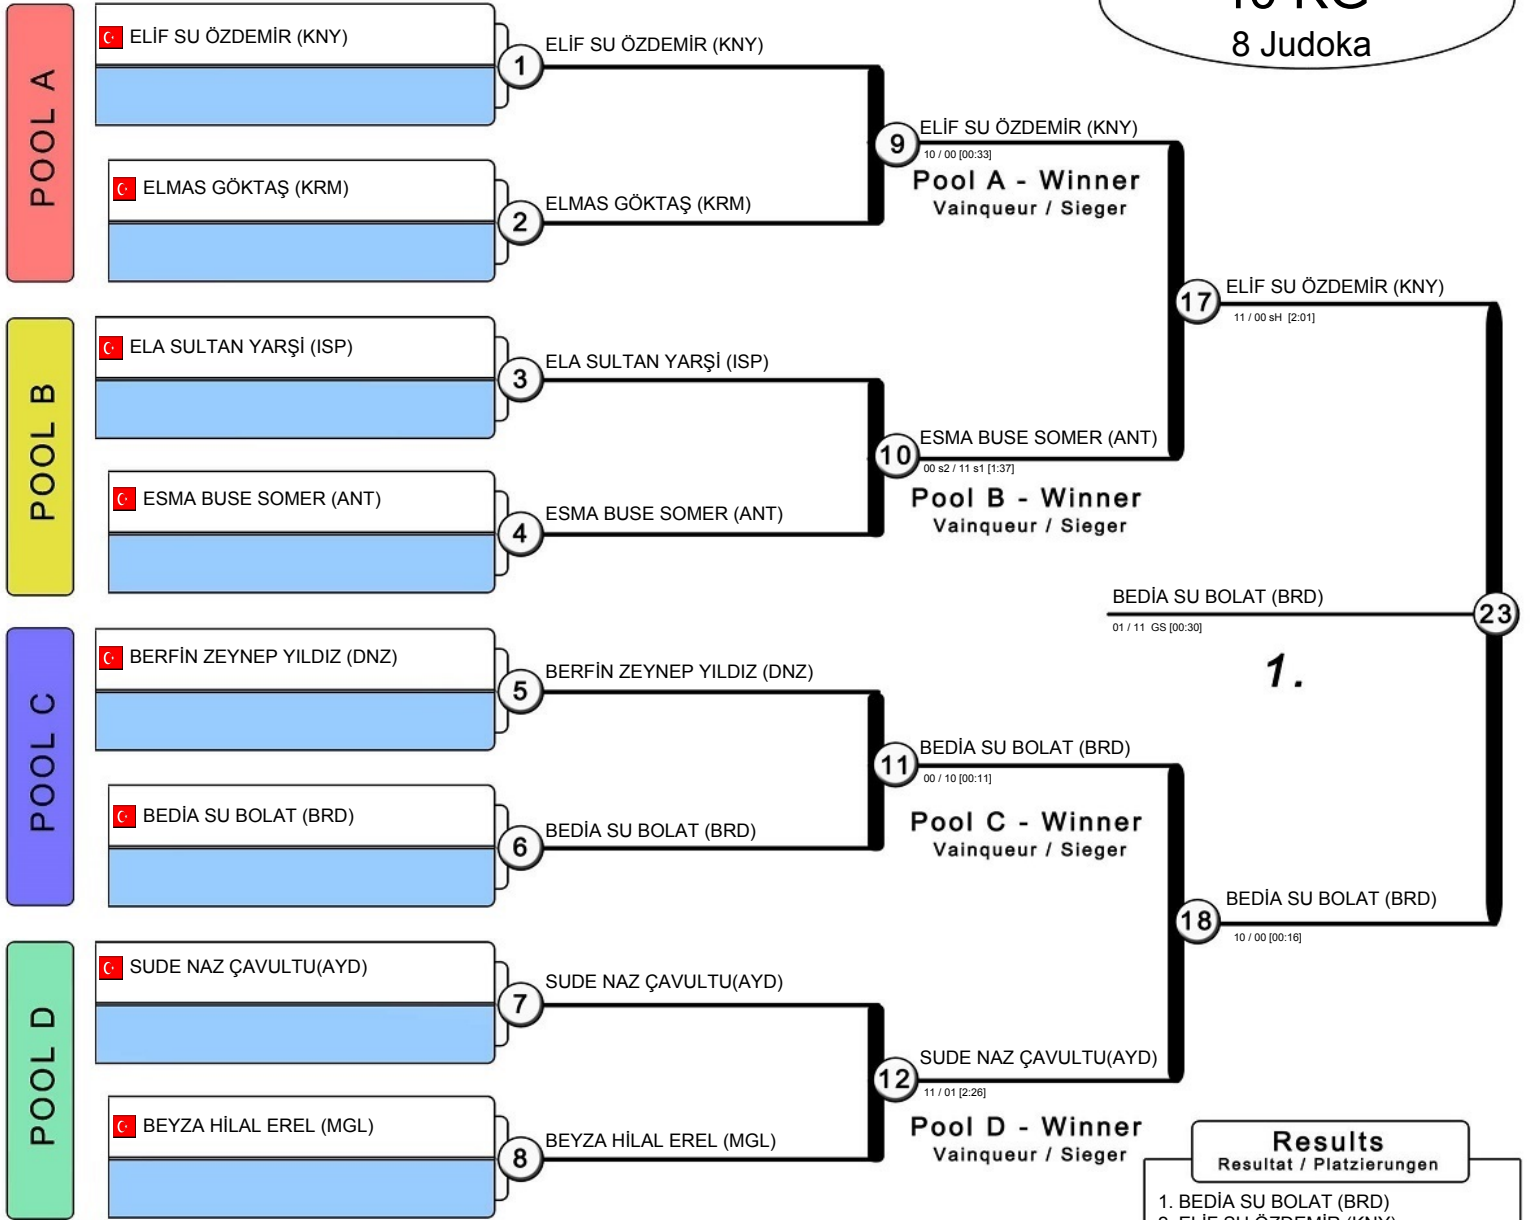 8 Judoka
POOL A
ELİF SU ÖZDEMİR (KNY)
1
ELİF SU ÖZDEMİR (KNY)
ELMAS GÖKTAŞ (KRM)
2
ELMAS GÖKTAŞ (KRM)
9
ELİF SU ÖZDEMİR (KNY)
10 / 00 [00:33]
Pool A - Winner
Vainqueur / Sieger
POOL B
ELA SULTAN YARŞİ (ISP)
3
ELA SULTAN YARŞİ (ISP)
ESMA BUSE SOMER (ANT)
4
ESMA BUSE SOMER (ANT)
10
ESMA BUSE SOMER (ANT)
00 s2 / 11 s1 [1:37]
Pool B - Winner
Vainqueur / Sieger
17
ELİF SU ÖZDEMİR (KNY)
11 / 00 sH [2:01]
BEDİA SU BOLAT (BRD)
01 / 11 GS [00:30]
23
1.
POOL C
BERFİN ZEYNEP YILDIZ (DNZ)
5
BERFİN ZEYNEP YILDIZ (DNZ)
BEDİA SU BOLAT (BRD)
6
BEDİA SU BOLAT (BRD)
11
BEDİA SU BOLAT (BRD)
00 / 10 [00:11]
Pool C - Winner
Vainqueur / Sieger
18
BEDİA SU BOLAT (BRD)
10 / 00 [00:16]
POOL D
SUDE NAZ ÇAVULTU(AYD)
7
SUDE NAZ ÇAVULTU(AYD)
BEYZA HİLAL EREL (MGL)
8
BEYZA HİLAL EREL (MGL)
12
SUDE NAZ ÇAVULTU(AYD)
11 / 01 [2:26]
Pool D - Winner
Vainqueur / Sieger
Results
Resultat / Platzierungen
1. BEDİA SU BOLAT (BRD)
2. ELİF SU ÖZDEMİR (KNY)